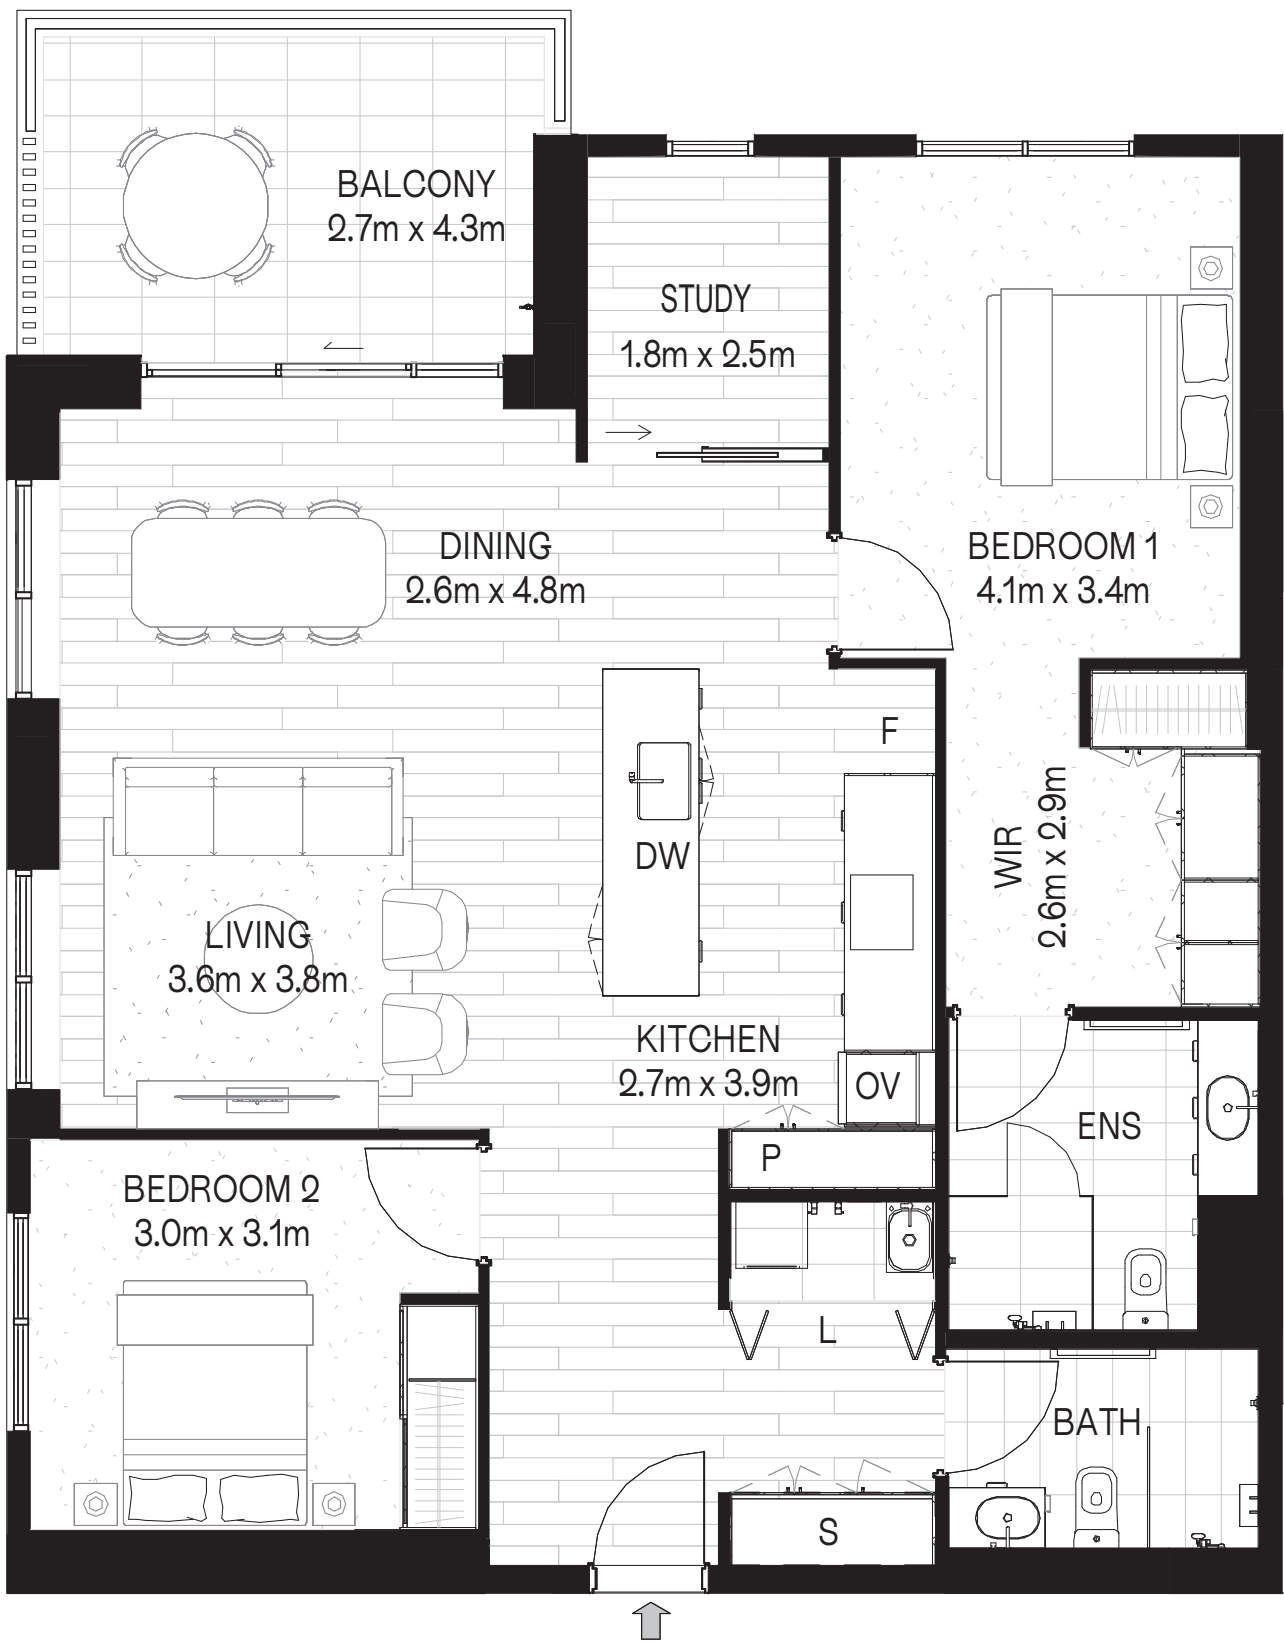 BALCONY
2.7m x 4.3m
STUDY
1.8m x 2.5m
DINING
2.6m x 4.8m
BEDROOM 1
4.1m x 3.4m
F
DW
WIR
2.6m x 2.9m
LIVING
3.6m x 3.8m
KITCHEN
2.7m x 3.9m
OV
ENS
P
BEDROOM 2
3.0m x 3.1m
L
BATH
S